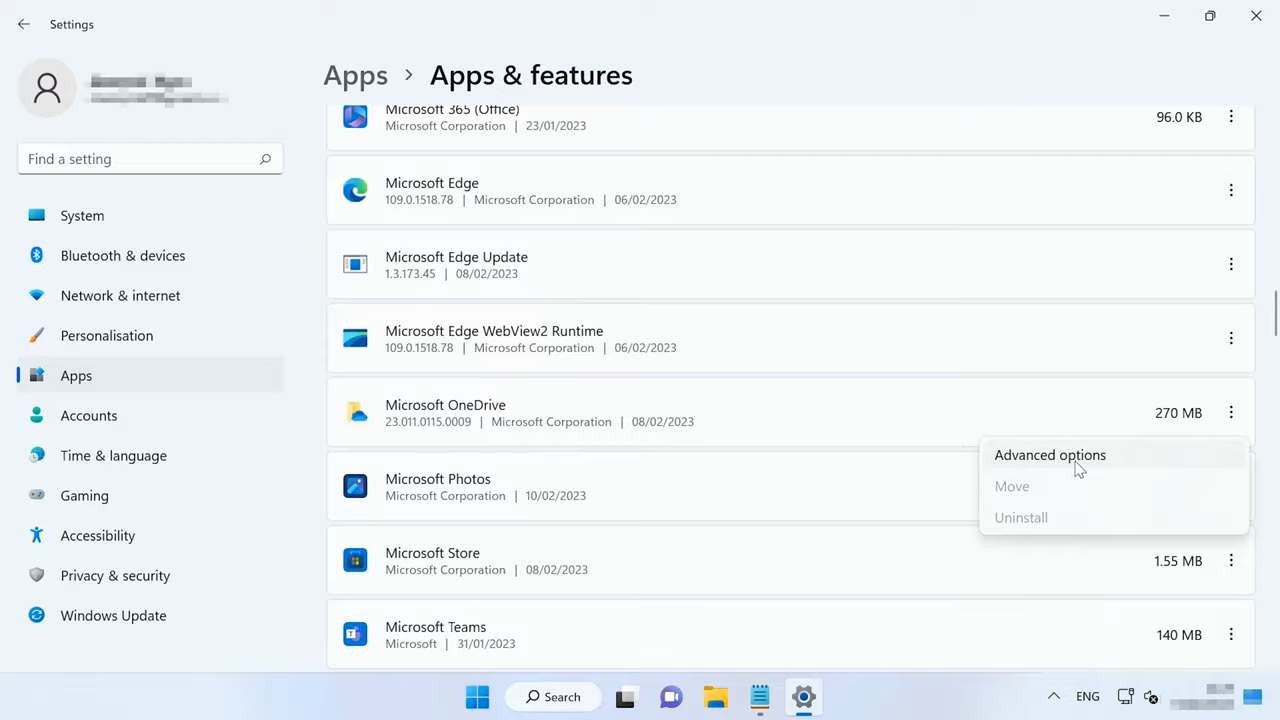 Settings
Apps > Apps & features
Find a setting
System
Bluetooth & devices
Network & internet
Personalisation
Apps
Accounts
Time & language
Gaming
Accessibility
Privacy & security
Windows Update
Microsoft 365 (Office)
Microsoft Corporation | 23/01/2023
96.0 KB
Microsoft Edge
109.0.1518.78 | Microsoft Corporation | 06/02/2023
Microsoft Edge Update
1.3.173.45 | 08/02/2023
Microsoft Edge WebView2 Runtime
109.0.1518.78 | Microsoft Corporation | 06/02/2023
Microsoft OneDrive
23.011.0115.0009 | Microsoft Corporation | 08/02/2023
270 MB
Advanced options
Move
Uninstall
Microsoft Photos
Microsoft Corporation | 10/02/2023
Microsoft Store
Microsoft Corporation | 08/02/2023
1.55 MB
Microsoft Teams
Microsoft | 31/01/2023
140 MB
Search
ENG